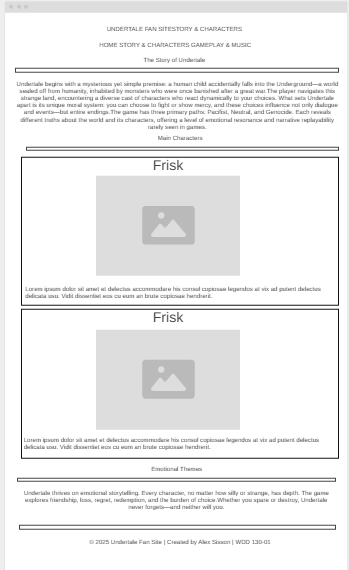 UNDERTALE FAN SITESTORY & CHARACTERS
HOME STORY & CHARACTERS GAMEPLAY & MUSIC
The Story of Undertale
Undertale begins with a mysterious yet simple premise: a human child accidentally falls into the Underground—a world
sealed off from humanity, inhabited by monsters who were once banished after a great war.The player navigates this
strange land, encountering a diverse cast of characters who react dynamically to your choices. What sets Undertale
apart is its unique moral system: you can choose to fight or show mercy, and these choices influence not only dialogue
and events—but entire endings.The game has three primary paths: Pacifist, Neutral, and Genocide. Each reveals
different truths about the world and its characters, offering a level of emotional resonance and narrative replayability
rarely seen in games.
Main Characters
Frisk
Lorem ipsum dolor sit amet et delectus accommodare his consul copiosae legendos at vix ad putent delectus
delicata usu. Vidit dissentiet eos cu eum an brute copiosae hendrerit.
Frisk
Lorem ipsum dolor sit amet et delectus accommodare his consul copiosae legendos at vix ad putent delectus
delicata usu. Vidit dissentiet eos cu eum an brute copiosae hendrerit.
Emotional Themes
Undertale thrives on emotional storytelling. Every character, no matter how silly or strange, has depth. The game
explores friendship, loss, regret, redemption, and the burden of choice.Whether you spare or destroy, Undertale
never forgets—and neither will you.
© 2025 Undertale Fan Site | Created by Alex Sisson | WOD 130-01